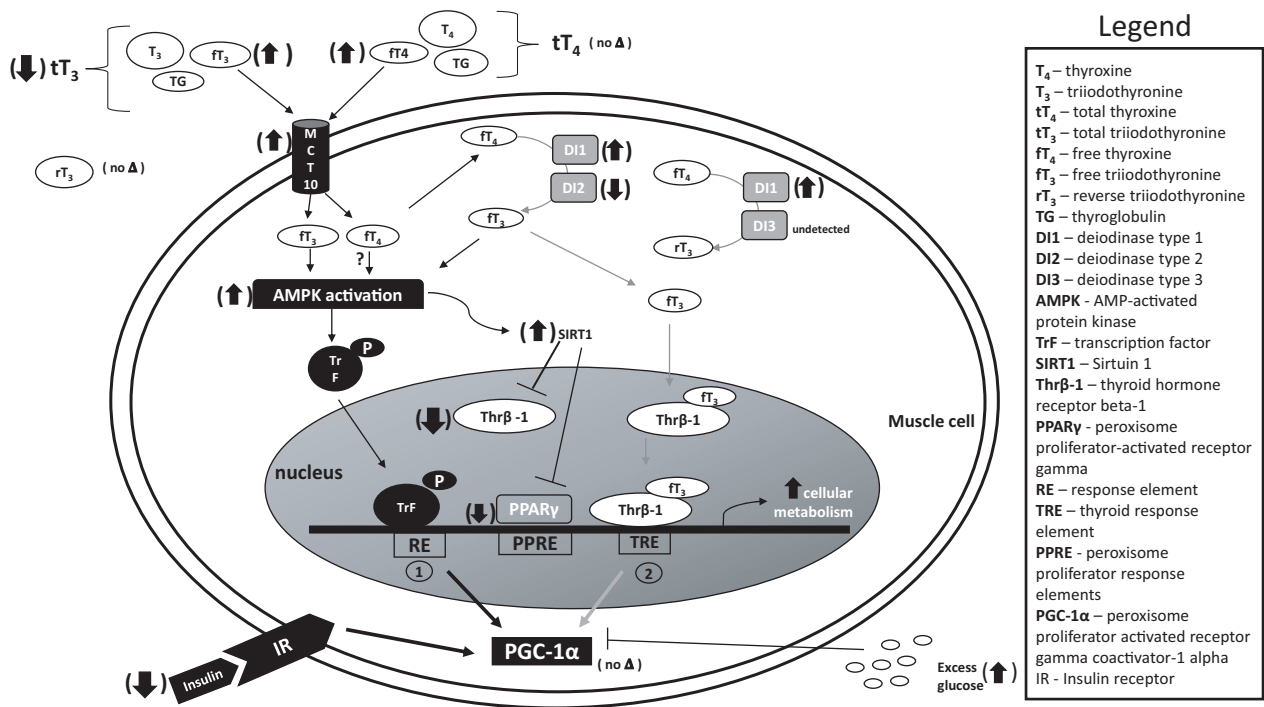 Legend
T4 – thyroxine
T3 – triiodothyronine
tT4 – total thyroxine
tT3 – total triiodothyronine
fT4 – free thyroxine
fT3 – free triiodothyronine
rT3 – reverse triiodothyronine
TG – thyroglobulin
DI1 – deiodinase type 1
DI2 – deiodinase type 2
DI3 – deiodinase type 3
AMPK - AMP-activated
protein kinase
TrF – transcription factor
SIRT1 – Sirtuin 1
Thrβ-1 – thyroid hormone
receptor beta-1
PPARγ - peroxisome
proliferator-activated receptor
gamma
RE – response element
TRE – thyroid response
element
PPRE - peroxisome
proliferator response
elements
PGC-1α – peroxisome
proliferator activated receptor
gamma coactivator-1 alpha
IR - Insulin receptor
( ) tT3
T3
fT3
( )
TG
( )
fT4
T4
TG
tT4 (no Δ)
rT3
(no Δ)
( )
M
C
T
10
fT3
fT4
?
( ) AMPK activation
fT4
DI1 ( )
DI2 ( )
fT3
fT4
DI1 ( )
DI3 undetected
rT3
fT3
( ) SIRT1
Tr
F
P
( ) Thrβ -1
fT3
Thrβ-1
Muscle cell
nucleus
P
TrF
( ) PPARγ
fT3
Thrβ-1
cellular
metabolism
RE
PPRE
TRE
1
2
PGC-1α (no Δ)
( ) Insulin
IR
Excess
glucose ( )